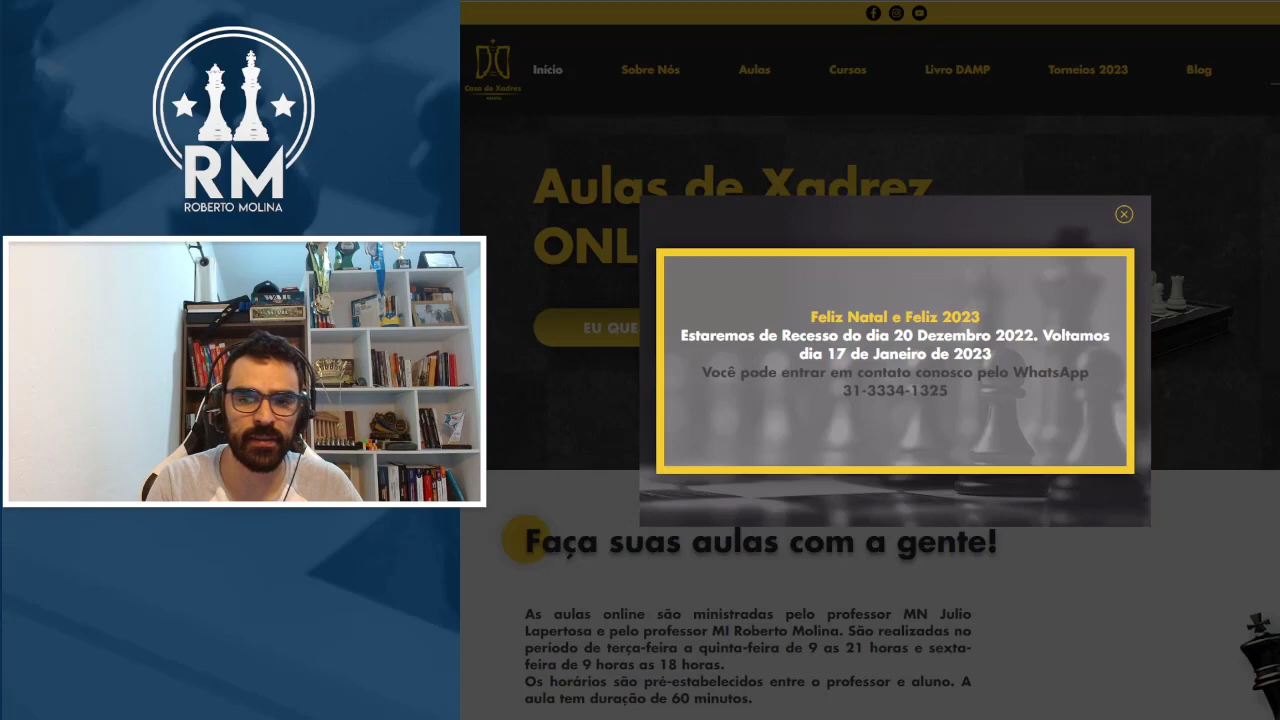 RM
ROBERTO MOLINA
Casa do Xadrez
Início
Sobre Nós
Aulas
Cursos
Livro DAMP
Torneios 2023
Blog
Aulas de Xadrez
ONL
EU QUE
Feliz Natal e Feliz 2023
Estaremos de Recesso do dia 20 Dezembro 2022. Voltamos
dia 17 de Janeiro de 2023
Você pode entrar em contato conosco pelo WhatsApp
31-3334-1325
Faça suas aulas com a gente!
As aulas online são ministradas pelo professor MN Julio
Lapertosa e pelo professor MI Roberto Molina. São realizadas no
período de terça-feira a quinta-feira de 9 as 21 horas e sexta-
feira de 9 horas as 18 horas.
Os horários são pré-estabelecidos entre o professor e aluno. A
aula tem duração de 60 minutos.